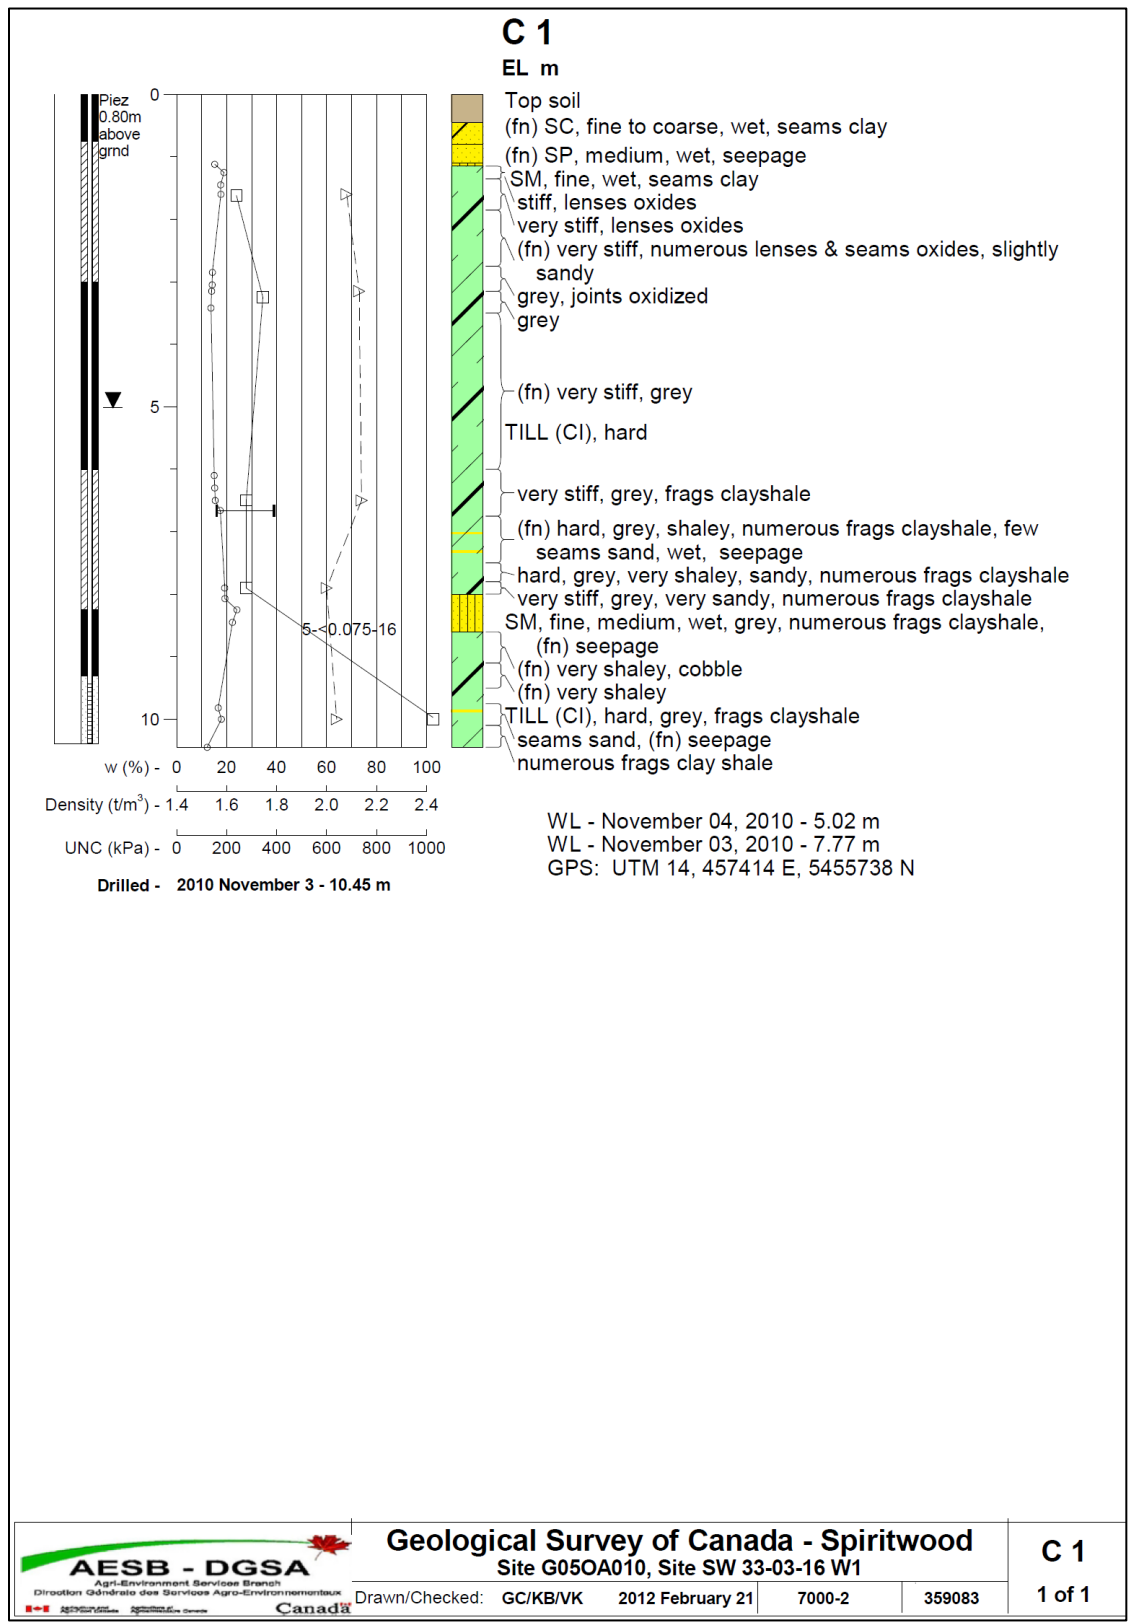 C 1
EL m
Piez
0.80m
above
grnd
0
5
10
Top soil
(fn) SC, fine to coarse, wet, seams clay
(fn) SP, medium, wet, seepage
SM, fine, wet, seams clay
stiff, lenses oxides
very stiff, lenses oxides
(fn) very stiff, numerous lenses & seams oxides, slightly
sandy
grey, joints oxidized
grey
(fn) very stiff, grey
TILL (CI), hard
very stiff, grey, frags clayshale
(fn) hard, grey, shaley, numerous frags clayshale, few
seams sand, wet, seepage
hard, grey, very shaley, sandy, numerous frags clayshale
very stiff, grey, very sandy, numerous frags clayshale
SM, fine, medium, wet, grey, numerous frags clayshale,
(fn) seepage
5-<0.075-16
(fn) very shaley, cobble
(fn) very shaley
TILL (CI), hard, grey, frags clayshale
seams sand, (fn) seepage
numerous frags clay shale
w (%) - 0 20 40 60 80 100
Density (t/m³) - 1.4 1.6 1.8 2.0 2.2 2.4
UNC (kPa) - 0 200 400 600 800 1000
Drilled - 2010 November 3 - 10.45 m
WL - November 04, 2010 - 5.02 m
WL - November 03, 2010 - 7.77 m
GPS: UTM 14, 457414 E, 5455738 N
AESB - DGSA
Agri-Environment Services Branch
Direction Générale des Services Agro-Environnementaux
Canada
Geological Survey of Canada - Spiritwood
Site G05OA010, Site SW 33-03-16 W1
Drawn/Checked: GC/KB/VK 2012 February 21 7000-2 359083
C 1
1 of 1